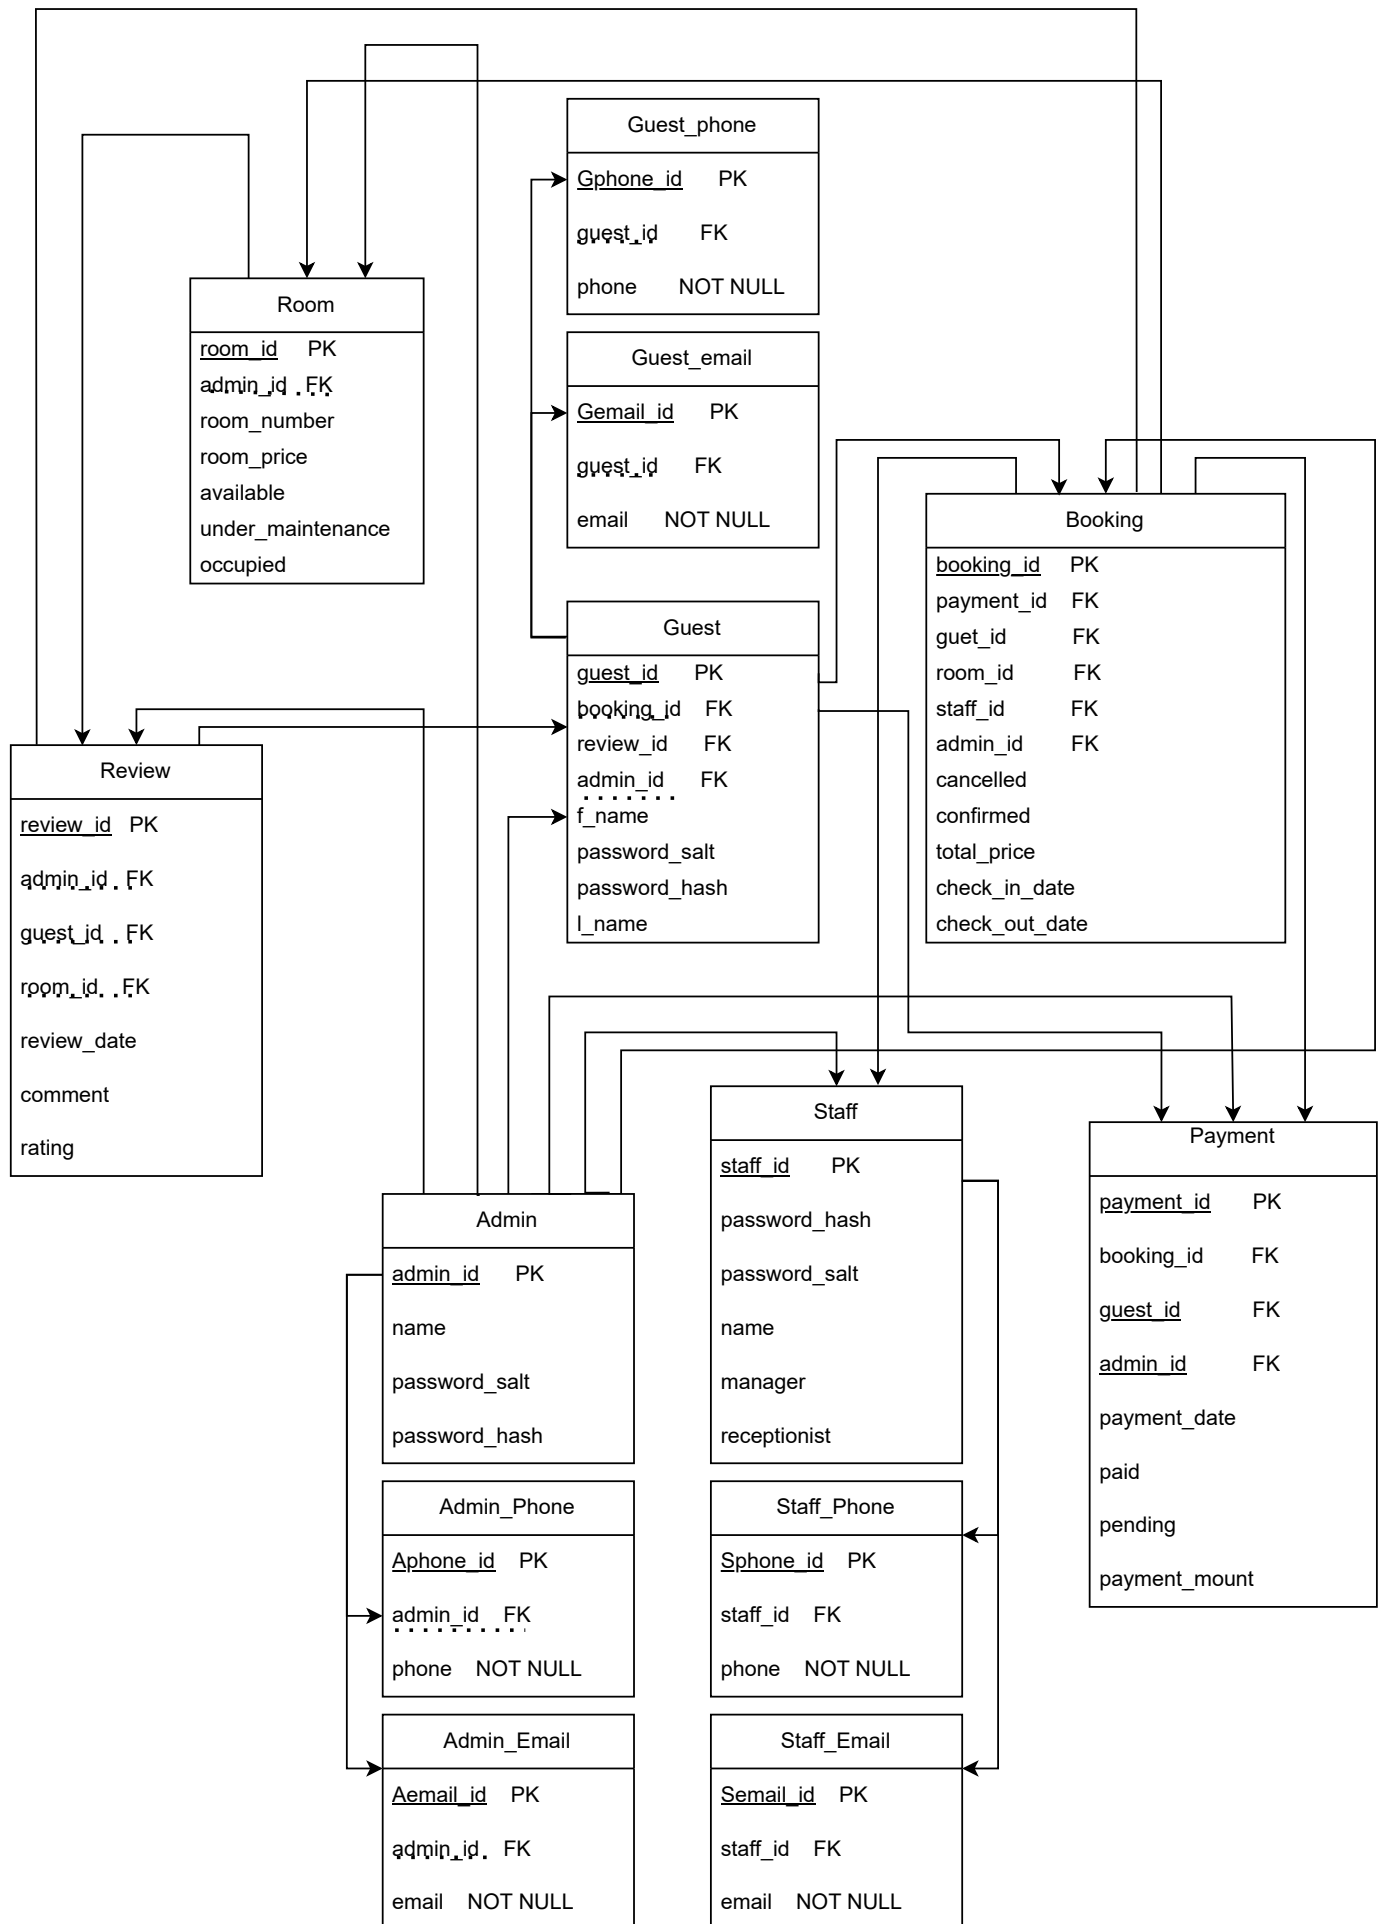 Guest_phone
Gphone_id PK
guest_id FK
phone NOT NULL
Room
room_id PK
admin_id FK
room_number
room_price
available
under_maintenance
occupied
Guest_email
Gemail_id PK
guest_id FK
email NOT NULL
Booking
booking_id PK
payment_id FK
guet_id FK
room_id FK
staff_id FK
admin_id FK
cancelled
confirmed
total_price
check_in_date
check_out_date
Guest
guest_id PK
booking_id FK
review_id FK
admin_id FK
f_name
password_salt
password_hash
l_name
Review
review_id PK
admin_id FK
guest_id FK
room_id FK
review_date
comment
rating
Staff
staff_id PK
password_hash
password_salt
name
manager
receptionist
Payment
payment_id PK
booking_id FK
guest_id FK
admin_id FK
payment_date
paid
pending
payment_mount
Admin
admin_id PK
name
password_salt
password_hash
Admin_Phone
Aphone_id PK
admin_id FK
phone NOT NULL
Staff_Phone
Sphone_id PK
staff_id FK
phone NOT NULL
Admin_Email
Aemail_id PK
admin_id FK
email NOT NULL
Staff_Email
Semail_id PK
staff_id FK
email NOT NULL